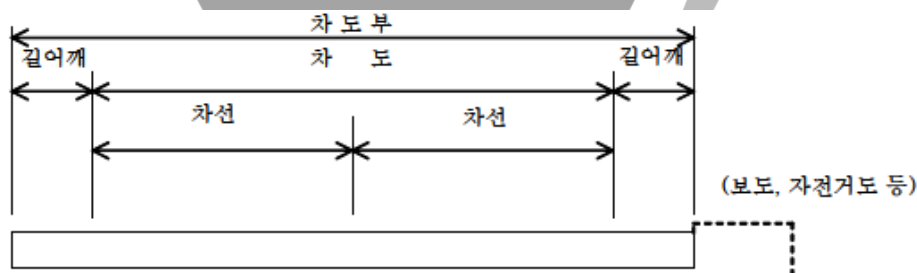 차 도 부
길어깨 차 도 길어깨
차선 차선
(보도, 자전거도 등)